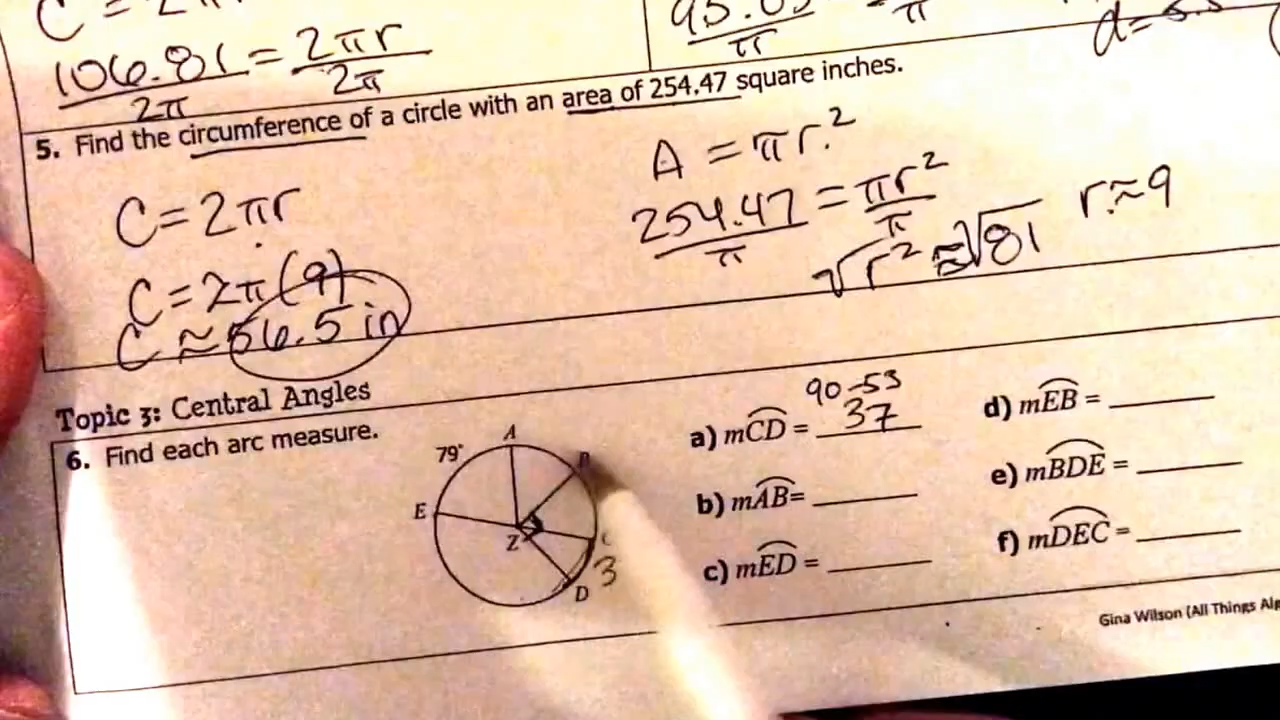 106.81 = 2πr
2π 2π
π π
5. Find the circumference of a circle with an area of 254.47 square inches.
C = 2πr
A = πr²
C = 2π(9)
254.47 = πr²
π π
√r² ≈ √81 r ≈ 9
C ≈ 56.5 in
Topic 3: Central Angles
6. Find each arc measure.
79°
A
E
Z
C
D
3
90-53
a) mCD = 37
b) mAB=
c) mED =
d) mEB =
e) mBDE =
f) mDEC =
Gina Wilson (All Things